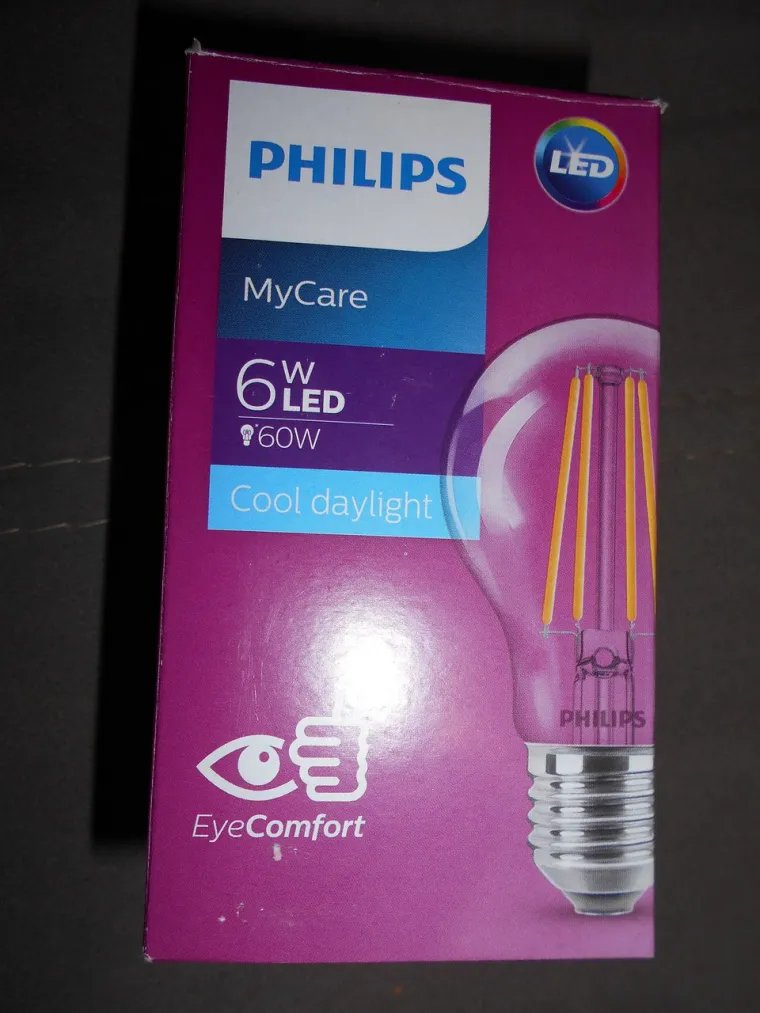 PHILIPS
LED
MyCare
6W
LED
*60W
Cool daylight
PHILIPS
EyeComfort